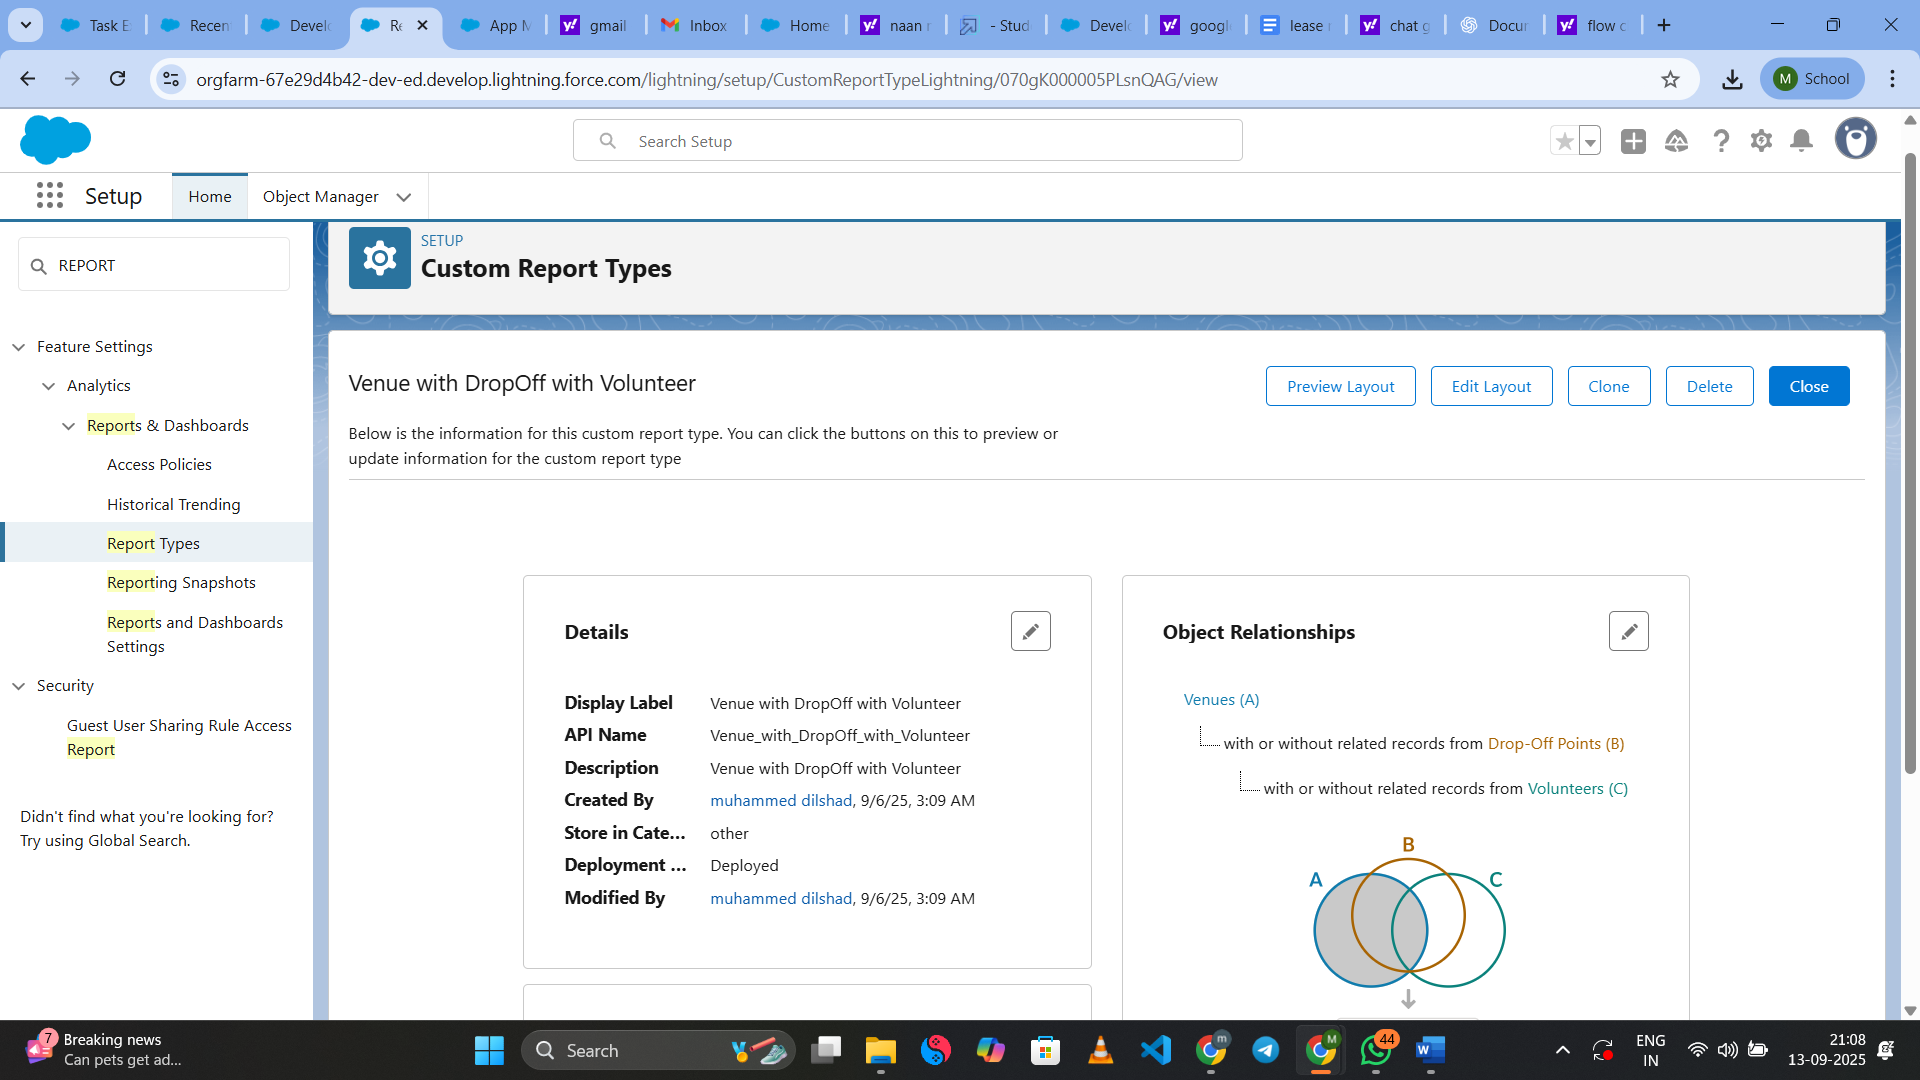 Task E
Recent
Develo
Re
App M
gmail
Inbox
Home
naan r
- Stud
Develo
google
lease r
chat g
Docur
flow c
orgfarm-67e29d4b42-dev-ed.develop.lightning.force.com/lightning/setup/CustomReportTypeLightning/070gK000005PLsnQAG/view
M School
Search Setup
Setup
Home
Object Manager
REPORT
Feature Settings
Analytics
Reports & Dashboards
Access Policies
Historical Trending
Report Types
Reporting Snapshots
Reports and Dashboards
Settings
Security
Guest User Sharing Rule Access
Report
Didn't find what you're looking for?
Try using Global Search.
SETUP
Custom Report Types
Venue with DropOff with Volunteer
Preview Layout
Edit Layout
Clone
Delete
Close
Below is the information for this custom report type. You can click the buttons on this to preview or
update information for the custom report type
Details
Display Label Venue with DropOff with Volunteer
API Name Venue_with_DropOff_with_Volunteer
Description Venue with DropOff with Volunteer
Created By muhammed dilshad, 9/6/25, 3:09 AM
Store in Cate... other
Deployment ... Deployed
Modified By muhammed dilshad, 9/6/25, 3:09 AM
Object Relationships
Venues (A)
with or without related records from Drop-Off Points (B)
with or without related records from Volunteers (C)
B
A
C
7
Breaking news
Can pets get ad...
Search
m
M
44
ENG
IN
21:08
13-09-2025